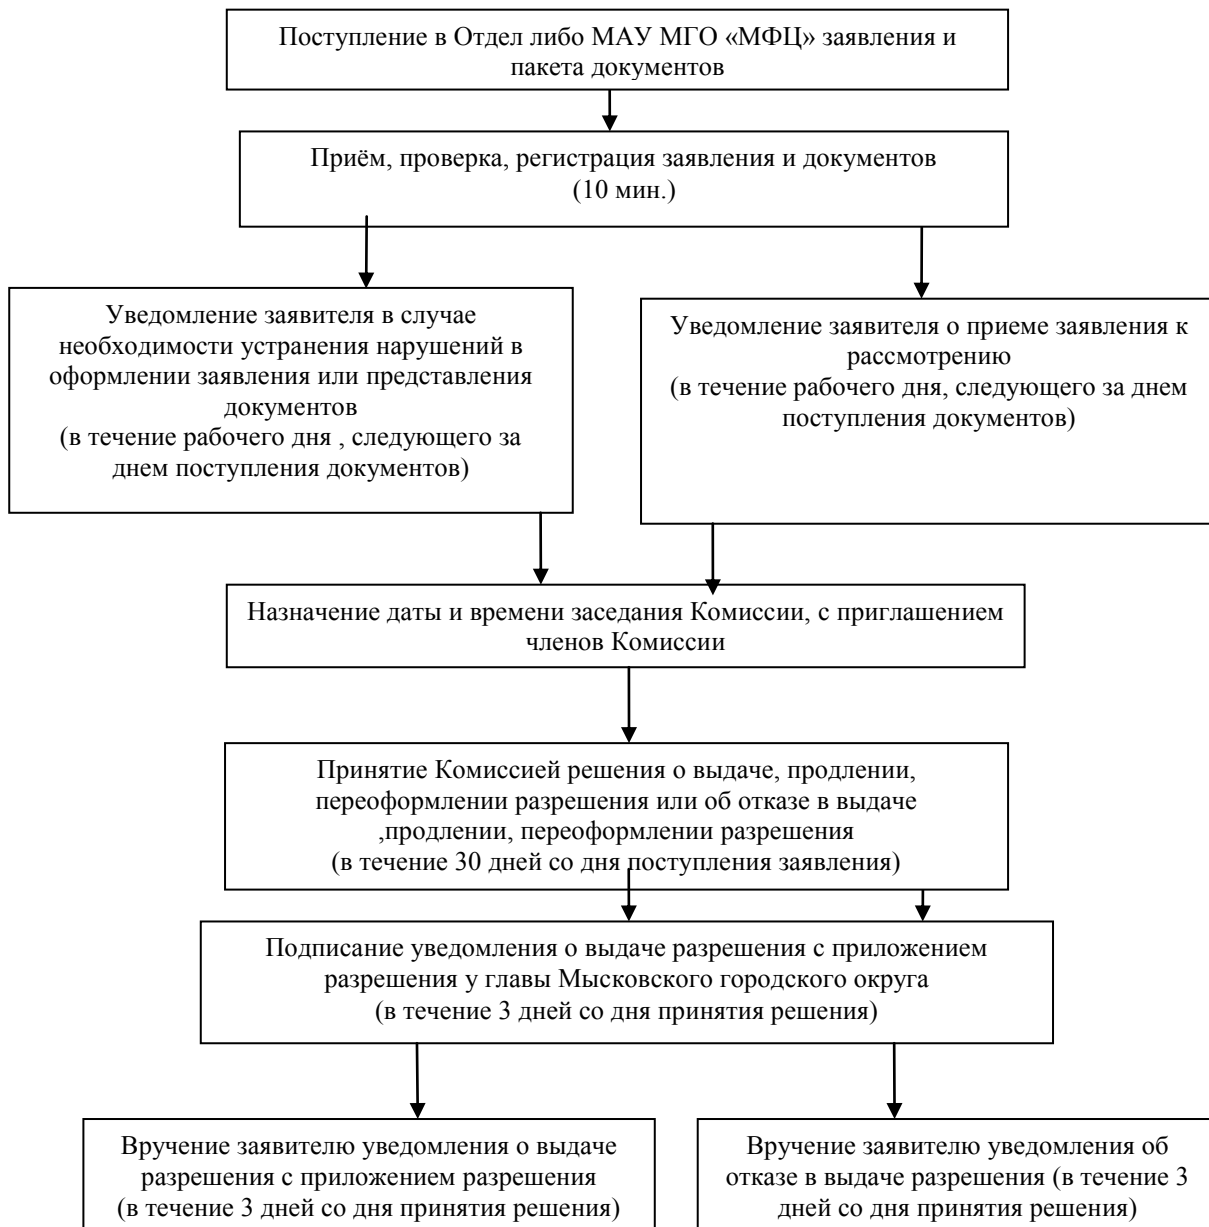 Поступление в Отдел либо МАУ МГО «МФЦ» заявления и
пакета документов
Приём, проверка, регистрация заявления и документов
(10 мин.)
Уведомление заявителя в случае
необходимости устранения нарушений в
оформлении заявления или представления
документов
(в течение рабочего дня , следующего за
днем поступления документов)
Уведомление заявителя о приеме заявления к
рассмотрению
(в течение рабочего дня, следующего за днем
поступления документов)
Назначение даты и времени заседания Комиссии, с приглашением
членов Комиссии
Принятие Комиссией решения о выдаче, продлении,
переоформлении разрешения или об отказе в выдаче
,продлении, переоформлении разрешения
(в течение 30 дней со дня поступления заявления)
Подписание уведомления о выдаче разрешения с приложением
разрешения у главы Мысковского городского округа
(в течение 3 дней со дня принятия решения)
Вручение заявителю уведомления о выдаче
разрешения с приложением разрешения
(в течение 3 дней со дня принятия решения)
Вручение заявителю уведомления об
отказе в выдаче разрешения (в течение 3
дней со дня принятия решения)